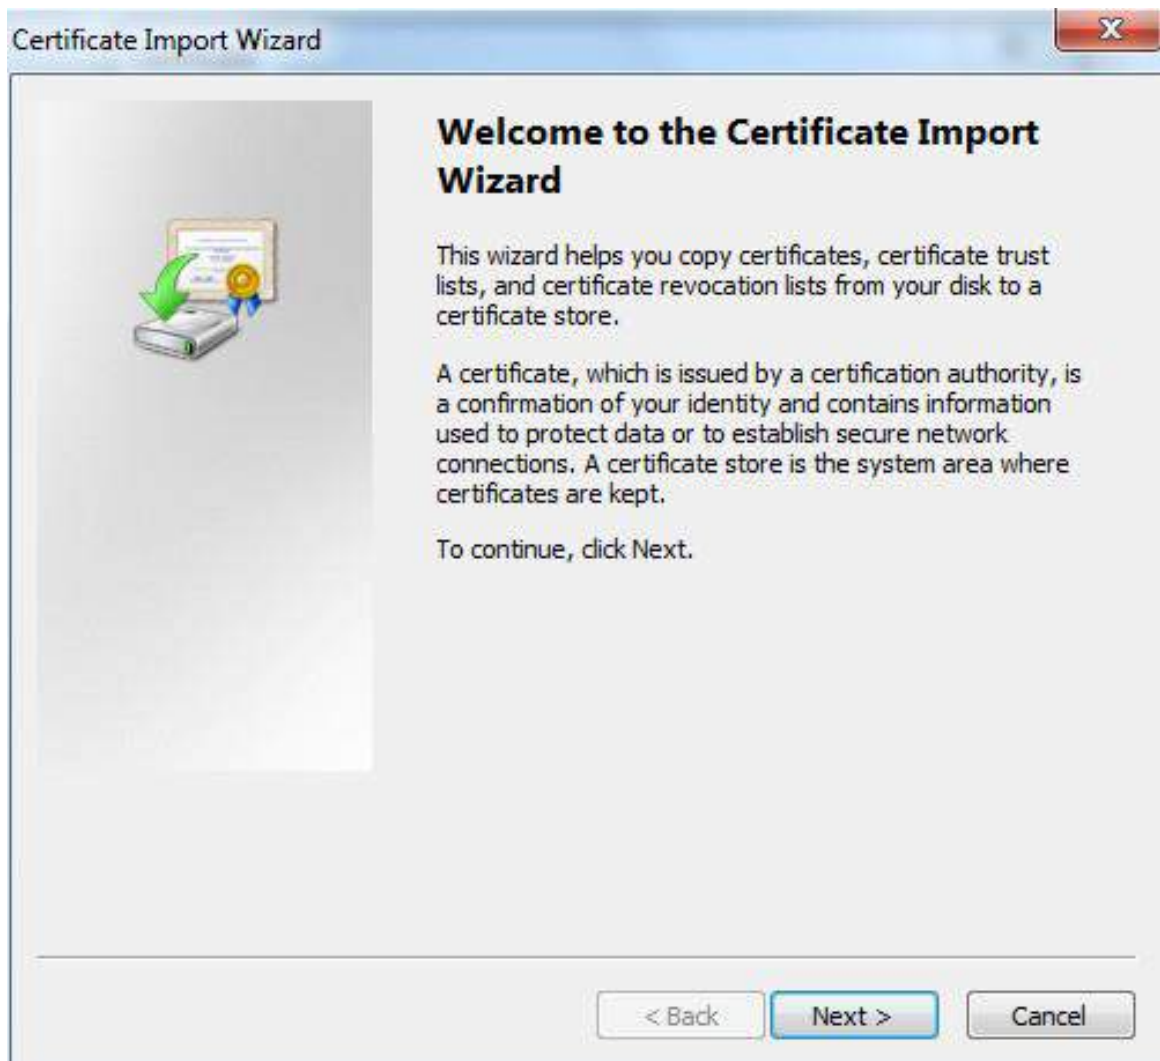 Certificate Import Wizard
x
Welcome to the Certificate Import
Wizard
This wizard helps you copy certificates, certificate trust
lists, and certificate revocation lists from your disk to a
certificate store.
A certificate, which is issued by a certification authority, is
a confirmation of your identity and contains information
used to protect data or to establish secure network
connections. A certificate store is the system area where
certificates are kept.
To continue, click Next.
< Back Next > Cancel